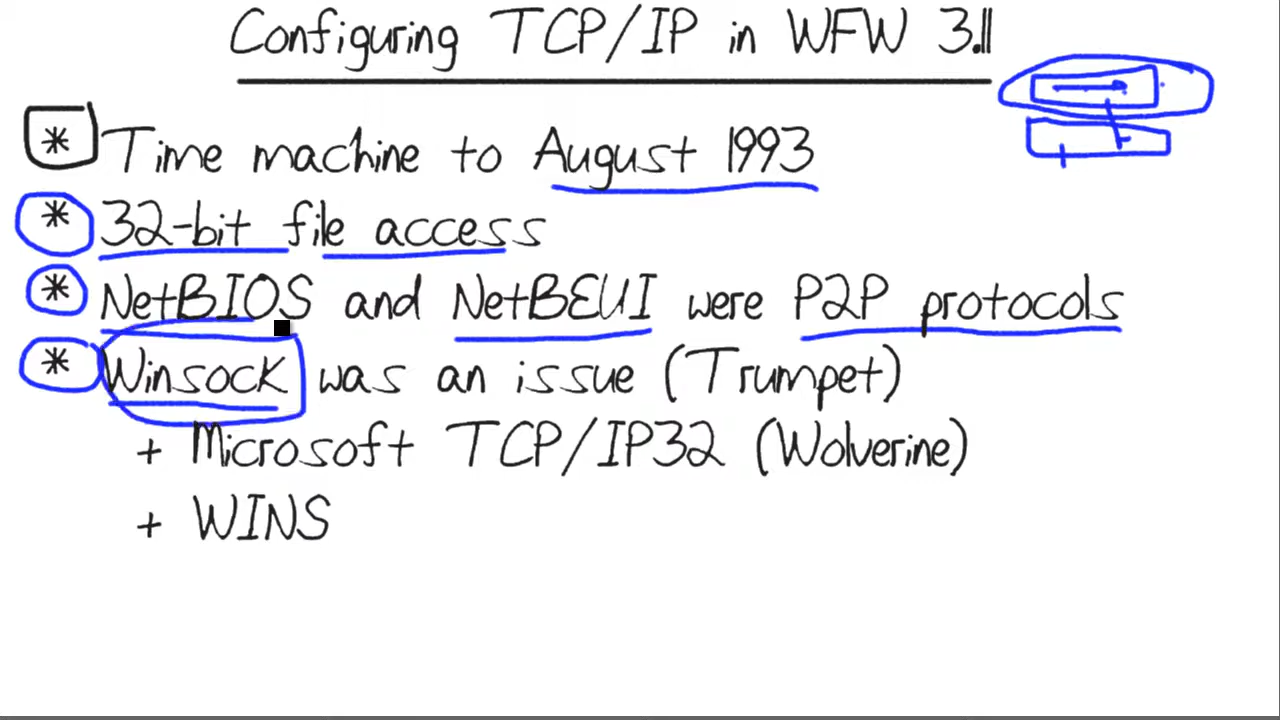 Configuring TCP/IP in WFW 3.11
* Time machine to August 1993
* 32-bit file access
* NetBIOS and NetBEUI were P2P protocols
* Winsock was an issue (Trumpet)
+ Microsoft TCP/IP32 (Wolverine)
+ WINS